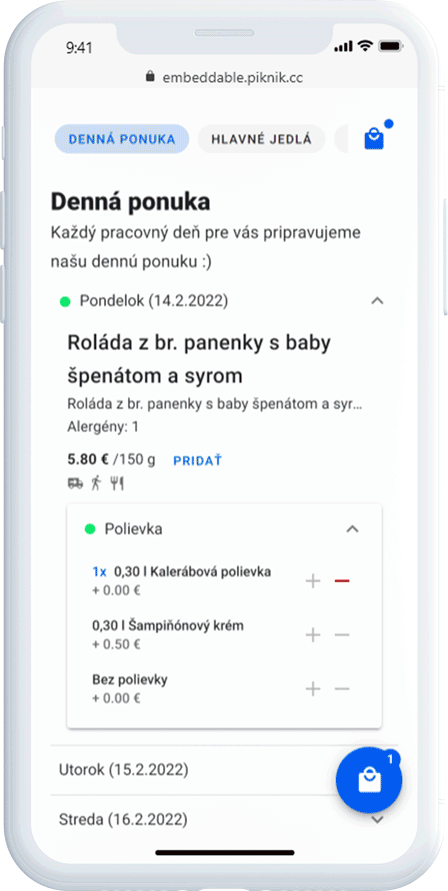 9:41
embeddable.piknik.cc
DENNÁ PONUKA HLAVNÉ JEDLÁ
Denná ponuka
Každý pracovný deň pre vás pripravujeme
našu dennú ponuku :)
Pondelok (14.2.2022)
Roláda z br. panenky s baby
špenátom a syrom
Roláda z br. panenky s baby špenátom a syr...
Alergény: 1
5.80 € /150 g PRIDAŤ
Polievka
1x 0,30 l Kalerábová polievka
+ 0.00 €
0,30 l Šampiňónový krém
+ 0.50 €
Bez polievky
+ 0.00 €
1
Utorok (15.2.2022)
Streda (16.2.2022)